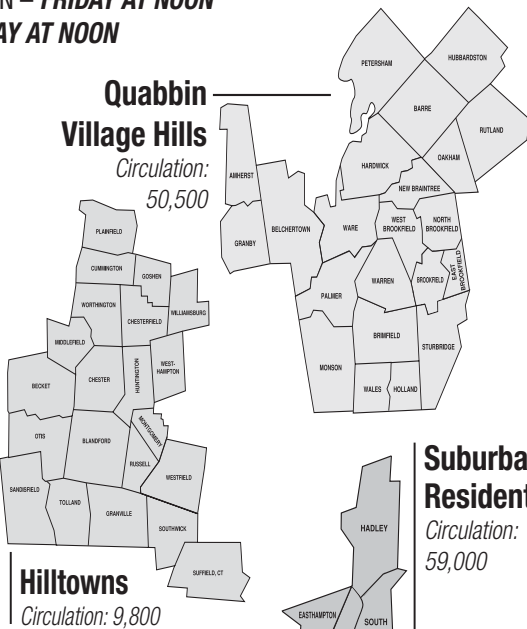 N – FRIDAY AT NOON
AY AT NOON
Quabbin
Village Hills
Circulation:
50,500
PETERSHAM
HUBBARDSTON
BARRE
RUTLAND
HARDWICK
OAKHAM
NEW BRAINTREE
AMHERST
GRANBY
BELCHERTOWN
WARE
WEST
BROOKFIELD
NORTH
BROOKFIELD
EAST
BROOKFIELD
BROOKFIELD
WARREN
PALMER
BRIMFIELD
STURBRIDGE
MONSON
WALES
HOLLAND
PLAINFIELD
CUMMINGTON
GOSHEN
WORTHINGTON
CHESTERFIELD
WILLIAMSBURG
MIDDLEFIELD
BECKET
CHESTER
HUNTINGTON
WEST-
HAMPTON
OTIS
BLANDFORD
MONTGOMERY
RUSSELL
WESTFIELD
SANDISFIELD
TOLLAND
GRANVILLE
SOUTHWICK
SUFFIELD, CT
Hilltowns
Circulation: 9,800
Suburba
Resident
Circulation:
59,000
HADLEY
EASTHAMPTON
SOUTH